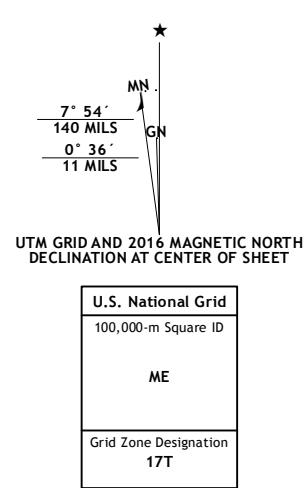 ★
MN
7° 54´
140 MILS
GN
0° 36´
11 MILS
UTM GRID AND 2016 MAGNETIC NORTH
DECLINATION AT CENTER OF SHEET
U.S. National Grid
100,000-m Square ID
ME
Grid Zone Designation
17T